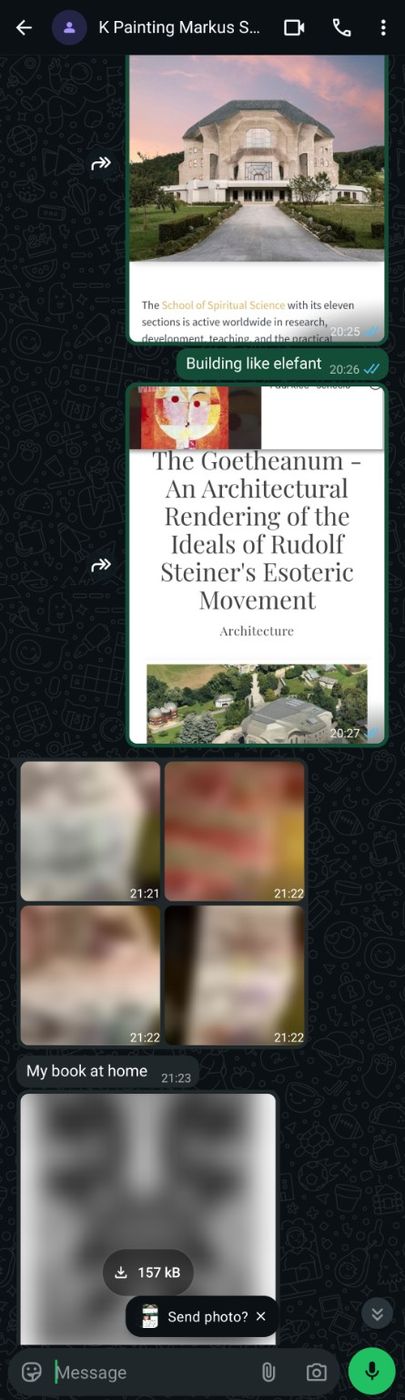 K Painting Markus S...
The School of Spiritual Science with its eleven
sections is active worldwide in research,
development, teaching, and the practical
20:25
Building like elefant 20:26
The Goetheanum -
An Architectural
Rendering of the
Ideals of Rudolf
Steiner's Esoteric
Movement
Architecture
20:27
21:21
21:22
21:22
21:22
My book at home 21:23
157 kB
Send photo?
Message